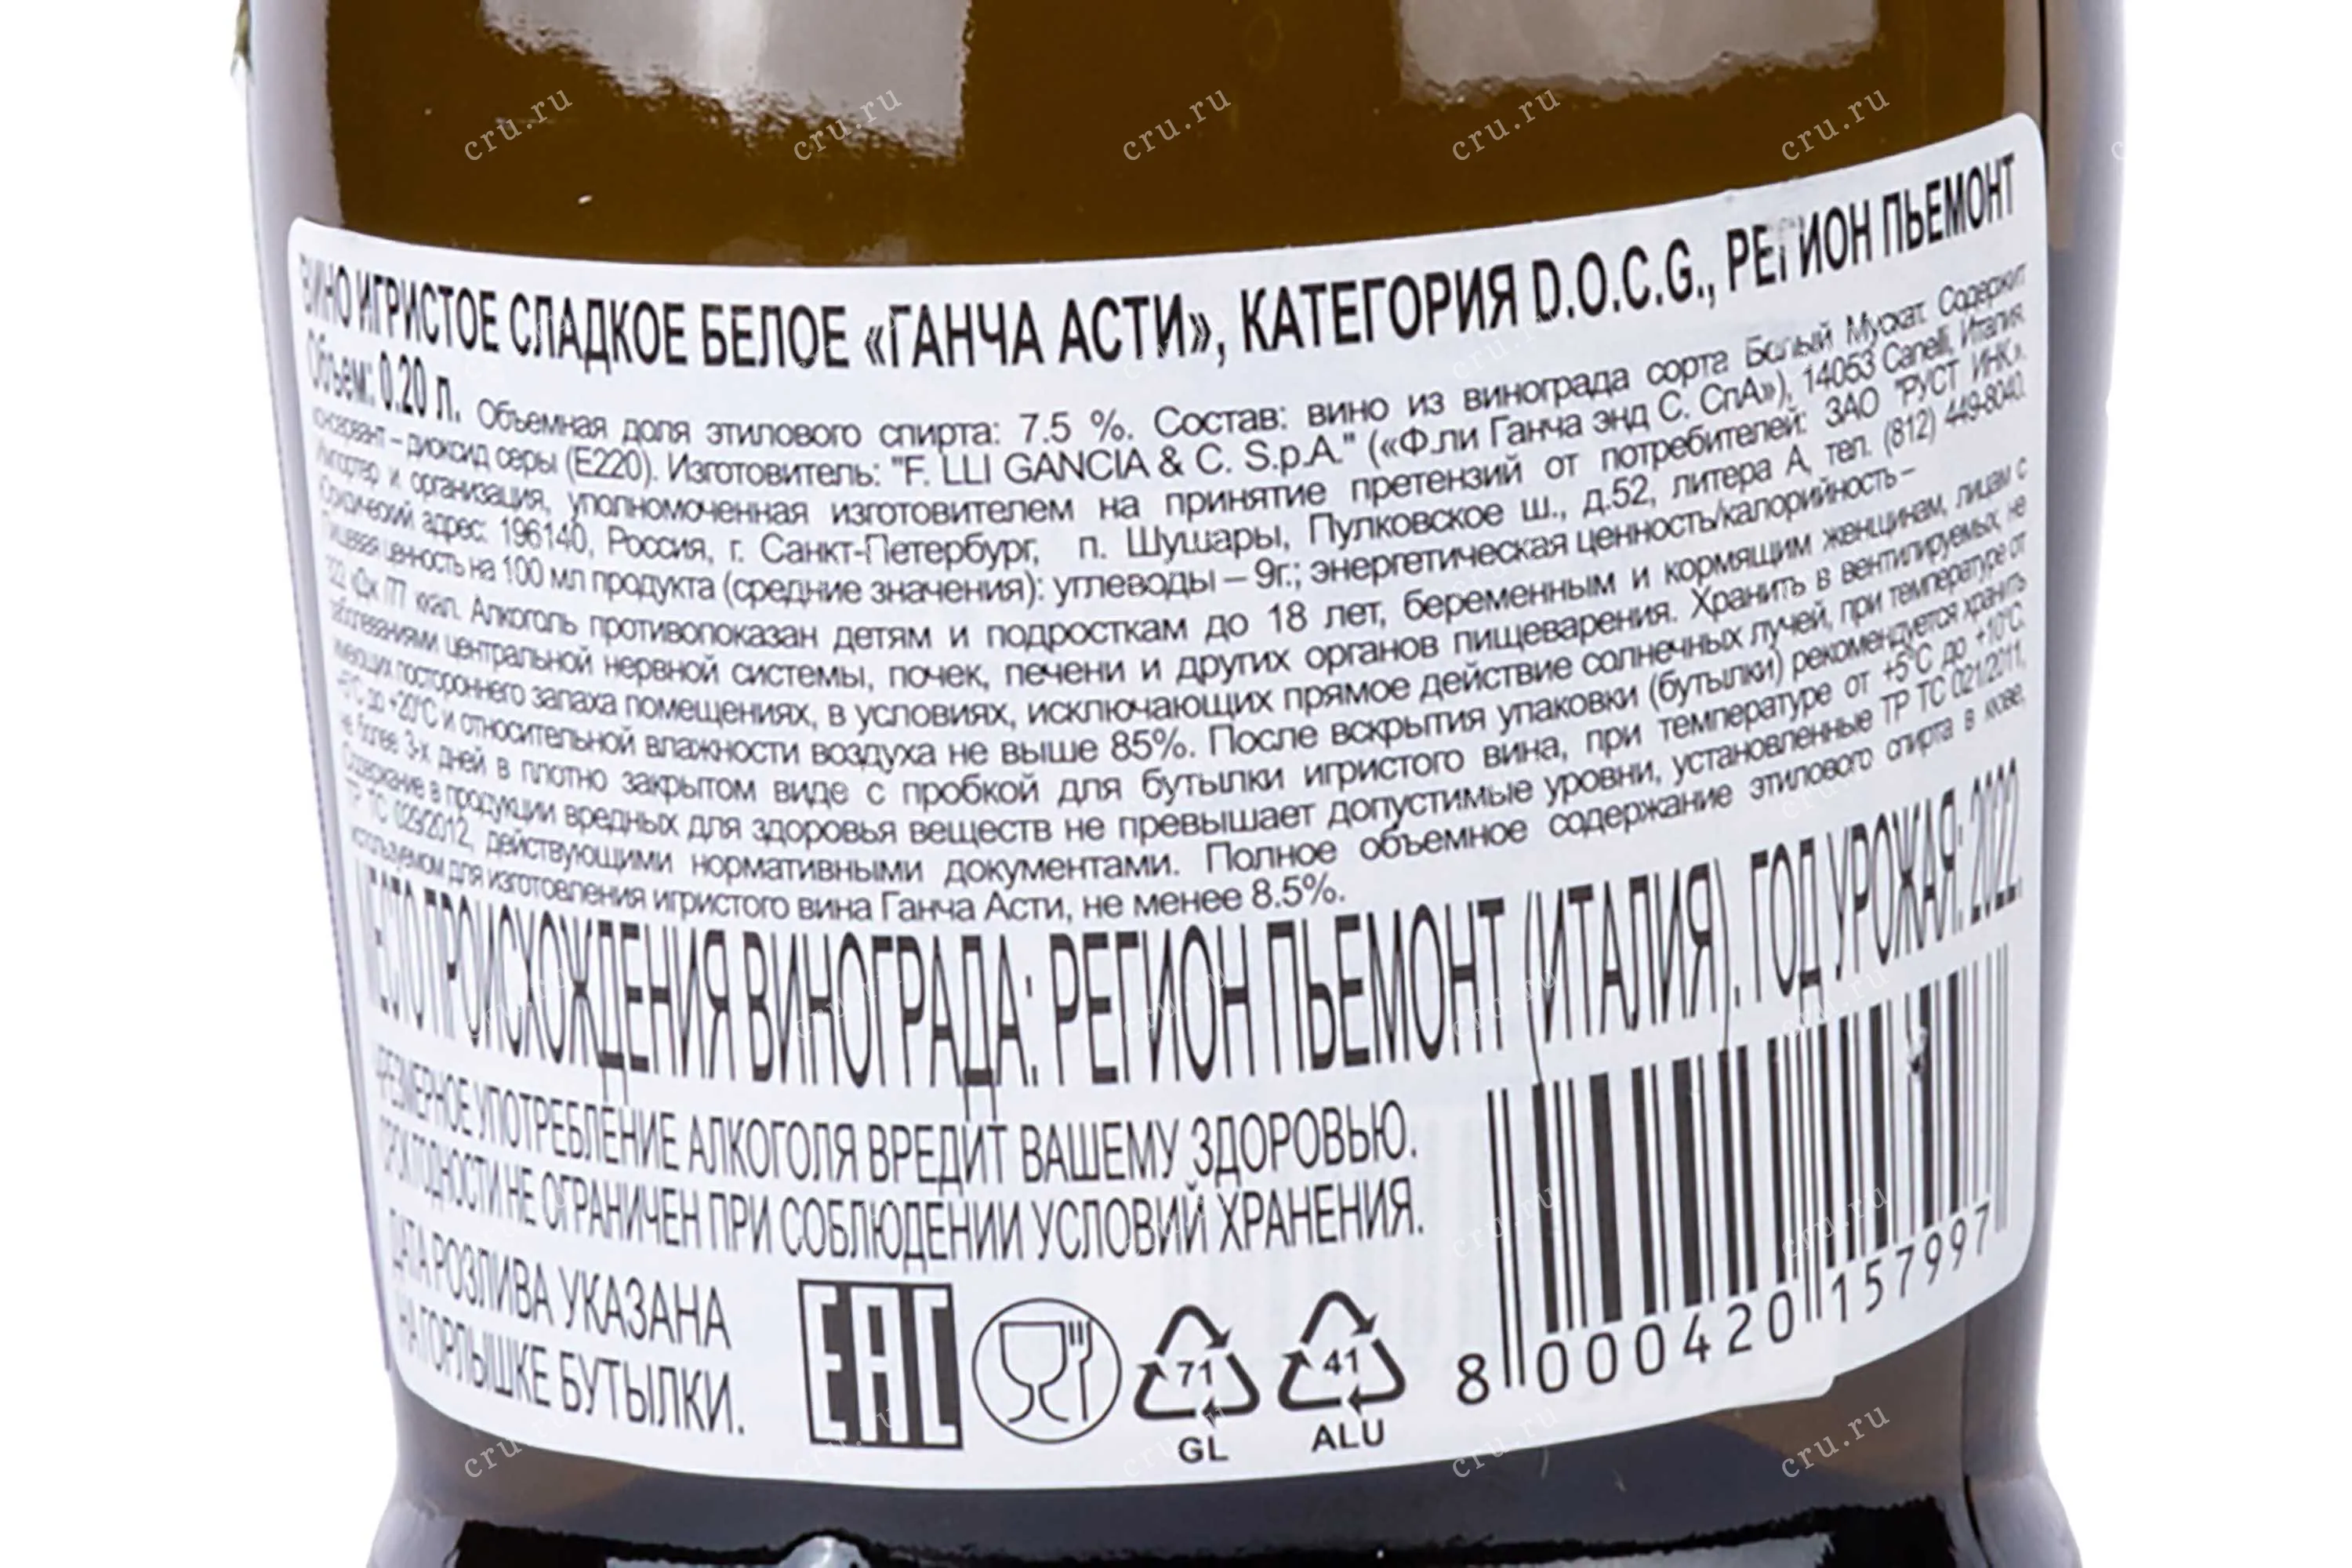 ВИНО ИГРИСТОЕ СЛАДКОЕ БЕЛОЕ «ГАНЧА АСТИ», КАТЕГОРИЯ D.O.C.G., РЕГИОН ПЬЕМОНТ
Объем: 0.20 л. Объемная доля этилового спирта: 7.5 %. Состав: вино из винограда сорта Белый Мускат. Содержит
консервант – диоксид серы (E220). Изготовитель: "F. LLI GANCIA & C. S.p.A." («Ф.ли Ганча энд С. СпА»), 14053 Canelli, Италия.
Импортер и организация, уполномоченная изготовителем на принятие претензий от потребителей: ЗАО "РУСТ ИНК».
Юридический адрес: 196140, Россия, г. Санкт-Петербург, п. Шушары, Пулковское ш., д.52, литера А, тел. (812) 449-8040.
Пищевая ценность на 100 мл продукта (средние значения): углеводы – 9г.; энергетическая ценность/калорийность –
322 кДж /77 ккал. Алкоголь противопоказан детям и подросткам до 18 лет, беременным и кормящим женщинам, лицам с
заболеваниями центральной нервной системы, почек, печени и других органов пищеварения. Хранить в вентилируемых, не
имеющих постороннего запаха помещениях, в условиях, исключающих прямое действие солнечных лучей, при температуре от
+5°С до +20°С и относительной влажности воздуха не выше 85%. После вскрытия упаковки (бутылки) рекомендуется хранить
не более 3-х дней в плотно закрытом виде с пробкой для бутылки игристого вина, при температуре от +5°С до +10°С.
Содержание в продукции вредных для здоровья веществ не превышает допустимые уровни, установленные ТР ТС 021/2011,
ТР ТС 029/2012, действующими нормативными документами. Полное объемное содержание этилового спирта в кюве,
используемом для изготовления игристого вина Ганча Асти, не менее 8.5%.
МЕСТО ПРОИСХОЖДЕНИЯ ВИНОГРАДА: РЕГИОН ПЬЕМОНТ (ИТАЛИЯ). ГОД УРОЖАЯ: 2022.
ЧРЕЗМЕРНОЕ УПОТРЕБЛЕНИЕ АЛКОГОЛЯ ВРЕДИТ ВАШЕМУ ЗДОРОВЬЮ.
СРОК ГОДНОСТИ НЕ ОГРАНИЧЕН ПРИ СОБЛЮДЕНИИ УСЛОВИЙ ХРАНЕНИЯ.
ДАТА РОЗЛИВА УКАЗАНА
НА ГОРЛЫШКЕ БУТЫЛКИ.
EAC
71
GL
41
ALU
8 000420 157997
cru.ru